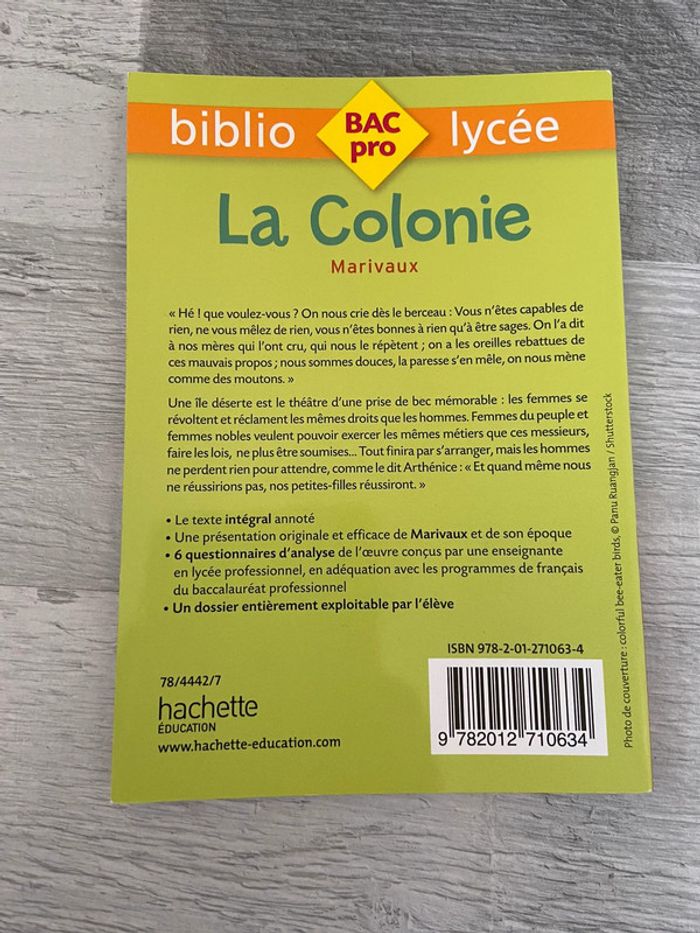 biblio BAC pro lycée
La Colonie
Marivaux
« Hé ! que voulez-vous ? On nous crie dès le berceau : Vous n'êtes capables de
rien, ne vous mêlez de rien, vous n'êtes bonnes à rien qu'à être sages. On l'a dit
à nos mères qui l'ont cru, qui nous le répètent ; on a les oreilles rebattues de
ces mauvais propos ; nous sommes douces, la paresse s'en mêle, on nous mène
comme des moutons. »
Une île déserte est le théâtre d'une prise de bec mémorable : les femmes se
révoltent et réclament les mêmes droits que les hommes. Femmes du peuple et
femmes nobles veulent pouvoir exercer les mêmes métiers que ces messieurs,
faire les lois, ne plus être soumises... Tout finira par s'arranger, mais les hommes
ne perdent rien pour attendre, comme le dit Arthénice : « Et quand même nous
ne réussirions pas, nos petites-filles réussiront. »
• Le texte intégral annoté
• Une présentation originale et efficace de Marivaux et de son époque
• 6 questionnaires d'analyse de l'œuvre conçus par une enseignante
en lycée professionnel, en adéquation avec les programmes de français
du baccalauréat professionnel
• Un dossier entièrement exploitable par l'élève
ISBN 978-2-01-271063-4
78/4442/7
hachette
ÉDUCATION
www.hachette-education.com
9 782012 710634
Photo de couverture : colorful bee-eater birds, © Panu Ruangjan / Shutterstock